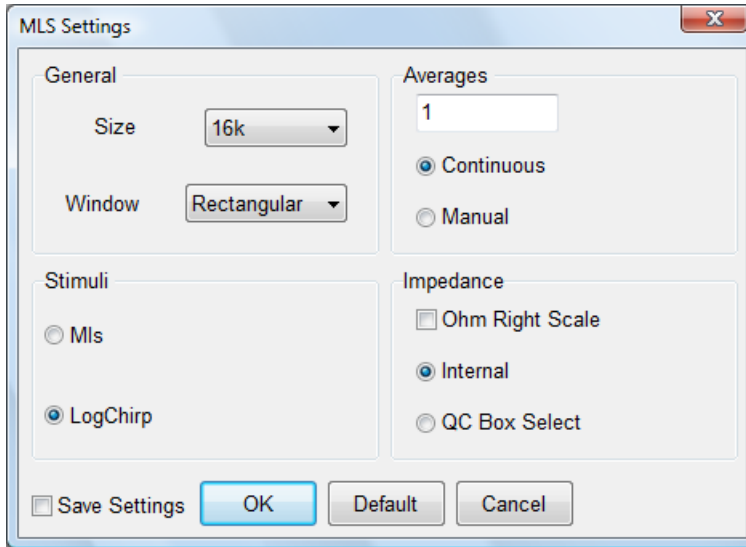 MLS Settings
General
Size
16k
Window
Rectangular
Averages
1
Continuous
Manual
Stimuli
Mls
LogChirp
Impedance
Ohm Right Scale
Internal
QC Box Select
Save Settings
OK
Default
Cancel